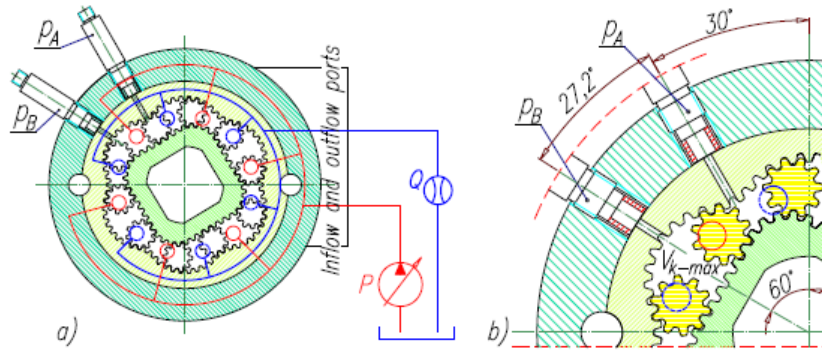 p_A
p_B
Inflow and outflow ports
Q
P
a)
30°
p_A
27,2°
p_B
V_k-max
60°
b)